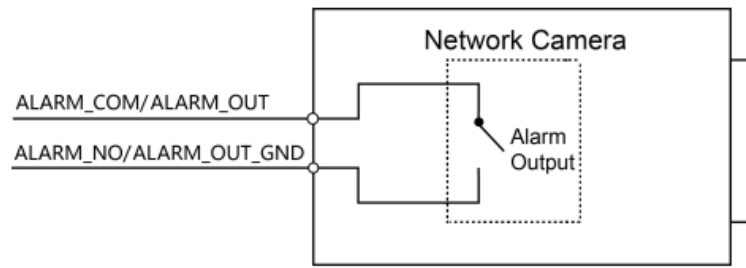 Network Camera
ALARM_COM/ALARM_OUT
ALARM_NO/ALARM_OUT_GND
Alarm
Output